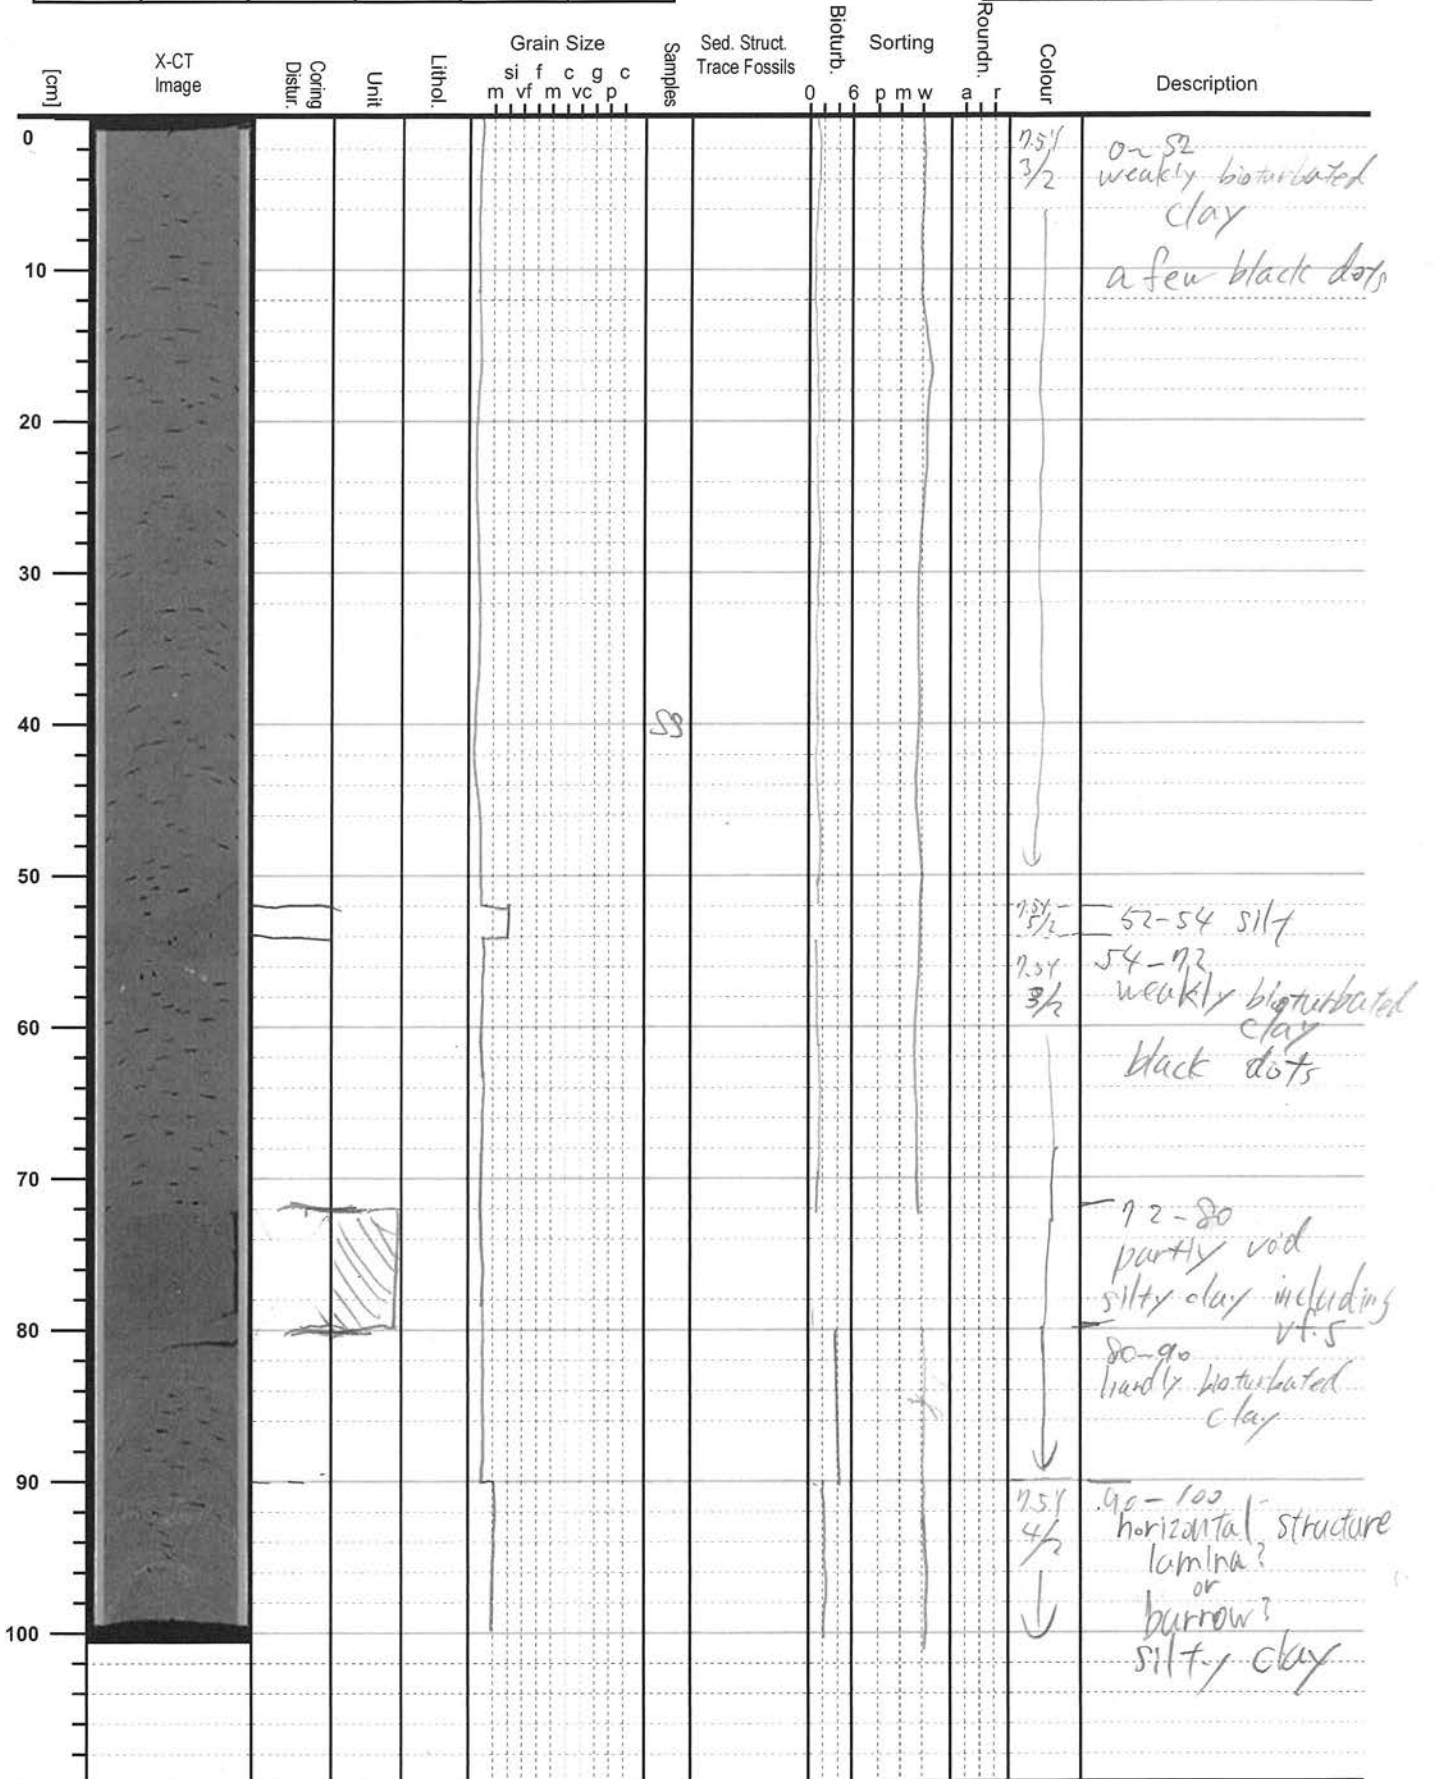 [cm]
X-CT
Image
Coring
Distur.
Unit
Lithol.
Grain Size
si f c g c
m vf m vc p
Samples
Sed. Struct.
Trace Fossils
Bioturb.
0 6
Sorting
p m w
Roundn.
a r
Colour
Description
0
7.5Y
3/2
0~52
weakly bioturbated
clay
10
a few black dots
20
30
40
SS
50
7.5Y
5/2
52-54 silt
7.5Y
3/2
54-72
weakly bioturbated
clay
60
black dots
70
72-80
partly void
silty clay including
vf.s
80
80-90
hardly bioturbated
clay
90
7.5Y
4/2
90-100
horizontal structure
lamina?
or
burrow?
100
silty clay